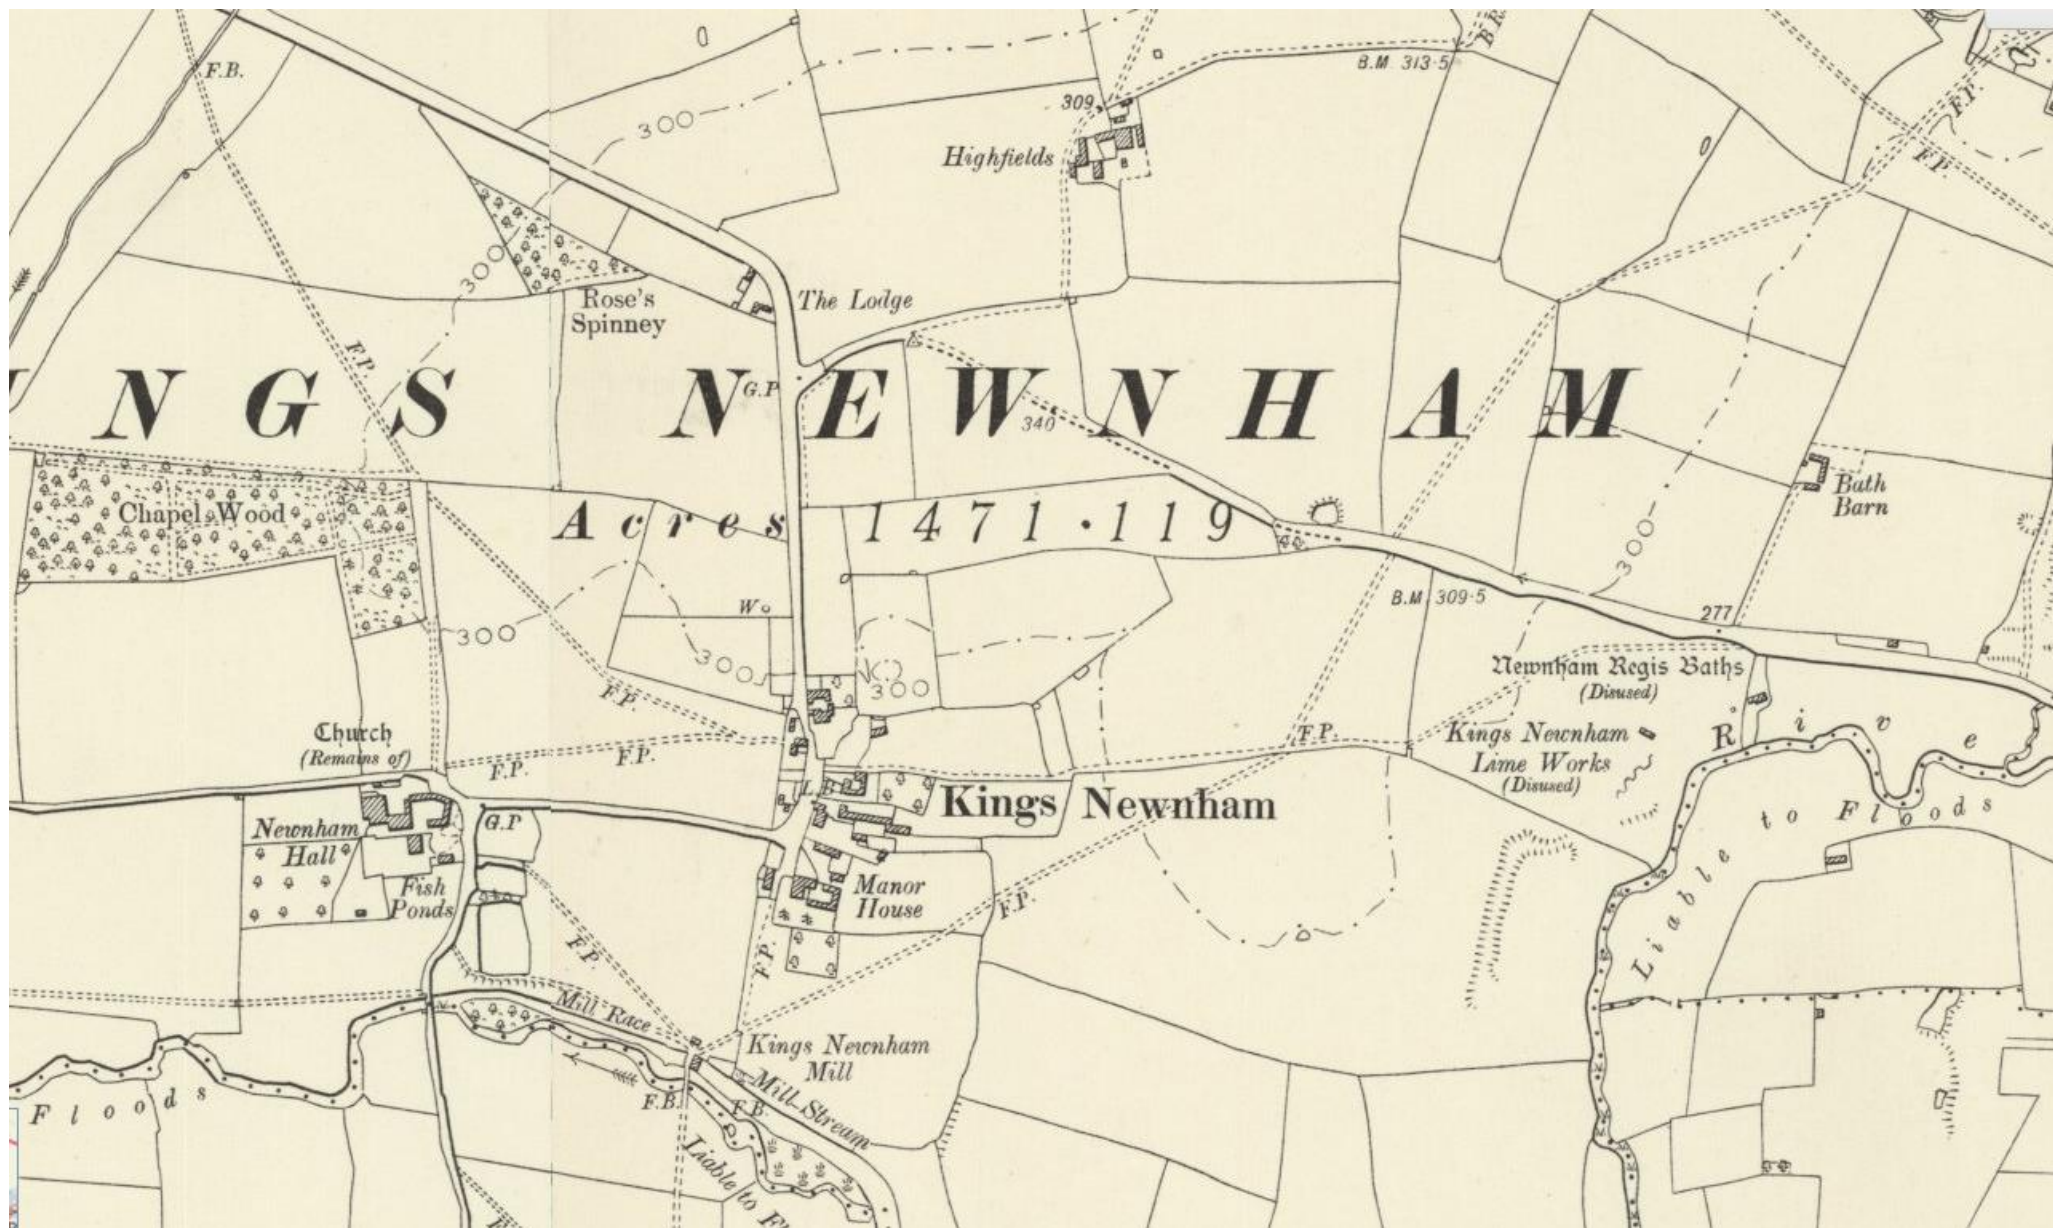 F.B.
B.R.
B.M. 313·5
F.P.
F.P.
300
309
Highfields
300
Rose's
Spinney
The Lodge
F.P.
NGS NEWNHAM
G.P
340
Chapel Wood
Acres 1471·119
Bath
Barn
300
W
B.M. 309·5
277
300
300
300
Newnham Regis Baths
(Disused)
F.P.
Church
(Remains of)
F.P.
F.P.
F.P.
Kings Newnham
Lime Works
(Disused)
Rive
L.B
Kings Newnham
Liable to Floods
Newnham
Hall
G.P
Fish
Ponds
Manor
House
F.P.
F.P.
F.P.
Mill Race
Kings Newnham
Mill
Floods
F.B.
F.B.
Mill Stream
Liable to F